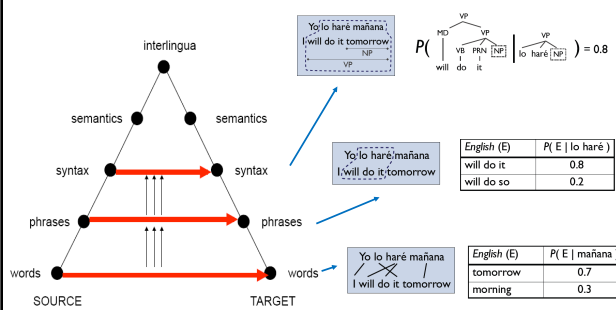 interlingua
semantics semantics
syntax syntax
phrases phrases
words words
SOURCE TARGET
Yo lo haré mañana
I will do it tomorrow
NP
VP
P( VP | VP ) = 0.8
MD VP
VB PRN NP
will do it
lo haré NP
Yo lo haré mañana
I will do it tomorrow
English (E) P( E | lo haré )
will do it 0.8
will do so 0.2
Yo lo haré mañana
I will do it tomorrow
English (E) P( E | mañana )
tomorrow 0.7
morning 0.3